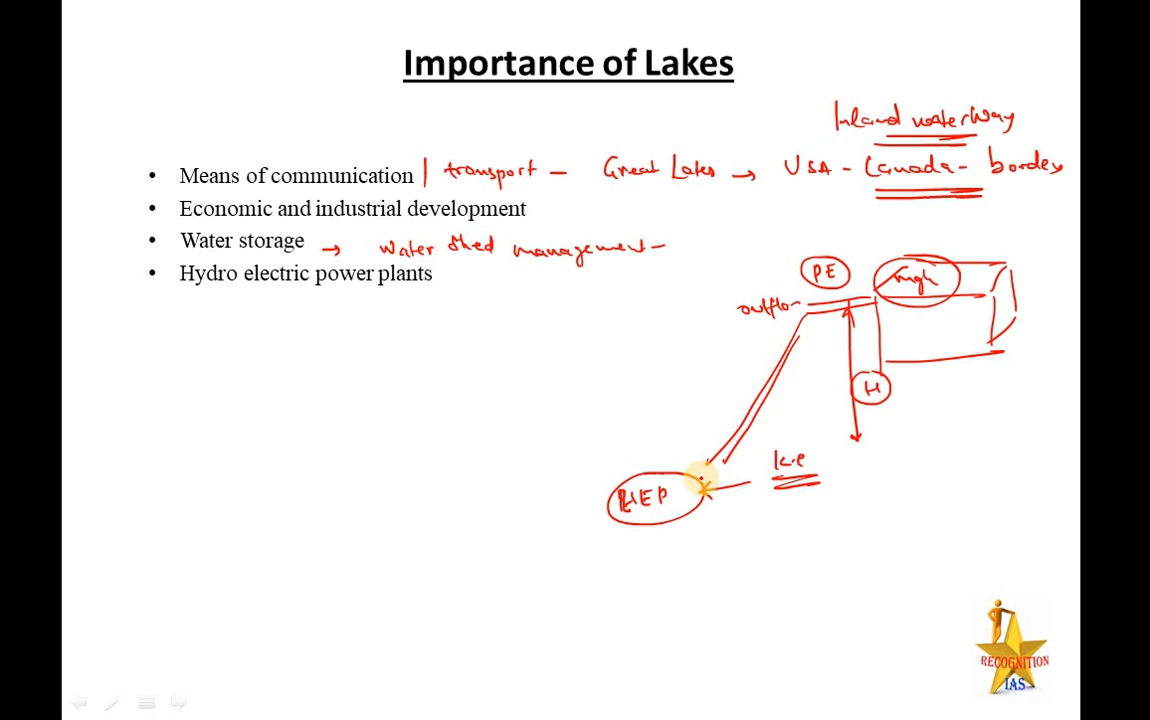 Importance of Lakes
Inland waterway
• Means of communication | transport - Great Lakes → USA - Canada - border
• Economic and industrial development
• Water storage → water shed management -
• Hydro electric power plants
PE
high
outflow
H
k.e
HEP
RECOGNITION
IAS